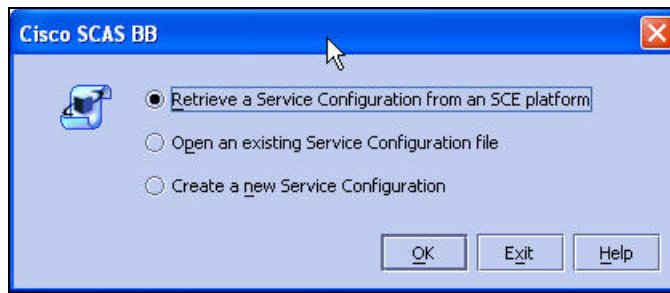 Cisco SCAS BB
Retrieve a Service Configuration from an SCE platform
Open an existing Service Configuration file
Create a new Service Configuration
OK Exit Help